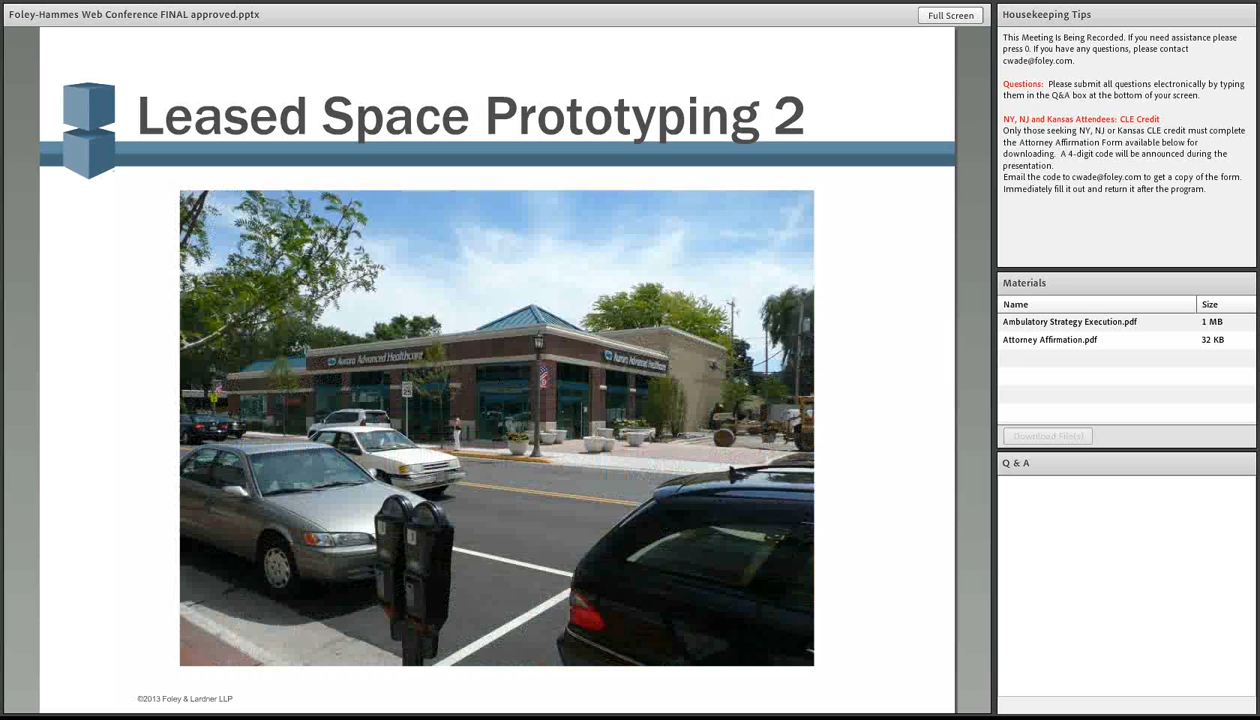 Foley-Hammes Web Conference FINAL approved.pptx
Full Screen
Leased Space Prototyping 2
Aurora Advanced Healthcare
Aurora Advanced Healthcare
©2013 Foley & Lardner LLP
Housekeeping Tips
This Meeting Is Being Recorded. If you need assistance please
press 0. If you have any questions, please contact
cwade@foley.com.
Questions: Please submit all questions electronically by typing
them in the Q&A box at the bottom of your screen.
NY, NJ and Kansas Attendees: CLE Credit
Only those seeking NY, NJ or Kansas CLE credit must complete
the Attorney Affirmation Form available below for
downloading. A 4-digit code will be announced during the
presentation.
Email the code to cwade@foley.com to get a copy of the form.
Immediately fill it out and return it after the program.
Materials
Name Size
Ambulatory Strategy Execution.pdf 1 MB
Attorney Affirmation.pdf 32 KB
Download File(s)
Q & A